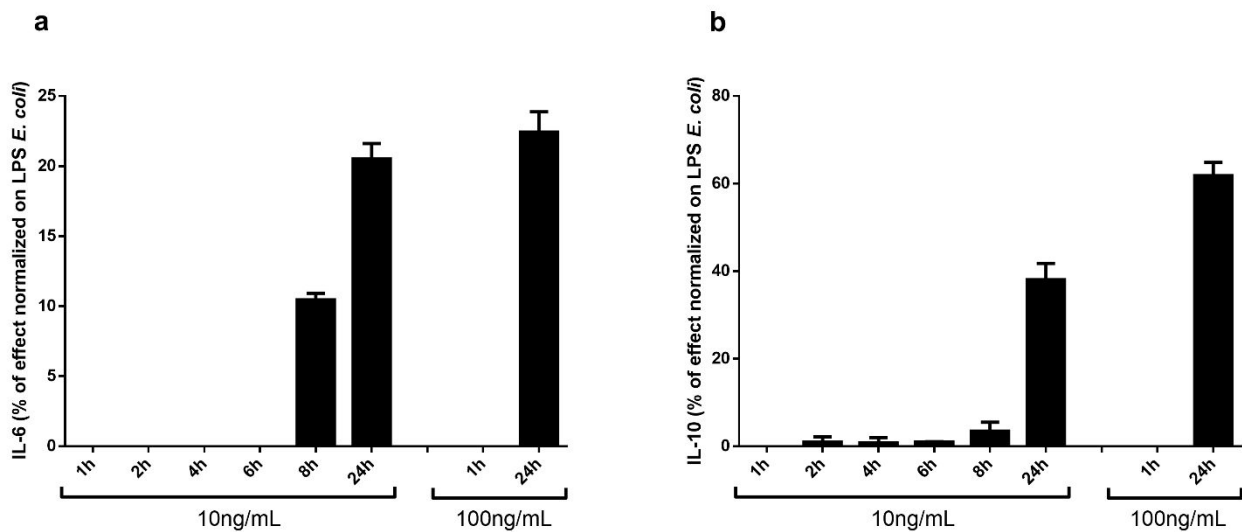 a
IL-6 (% of effect normalized on LPS E. coli)
25
20
15
10
5
0
1h 2h 4h 6h 8h 24h 1h 24h
10ng/mL 100ng/mL
b
IL-10 (% of effect normalized on LPS E. coli)
80
60
40
20
0
1h 2h 4h 6h 8h 24h 1h 24h
10ng/mL 100ng/mL